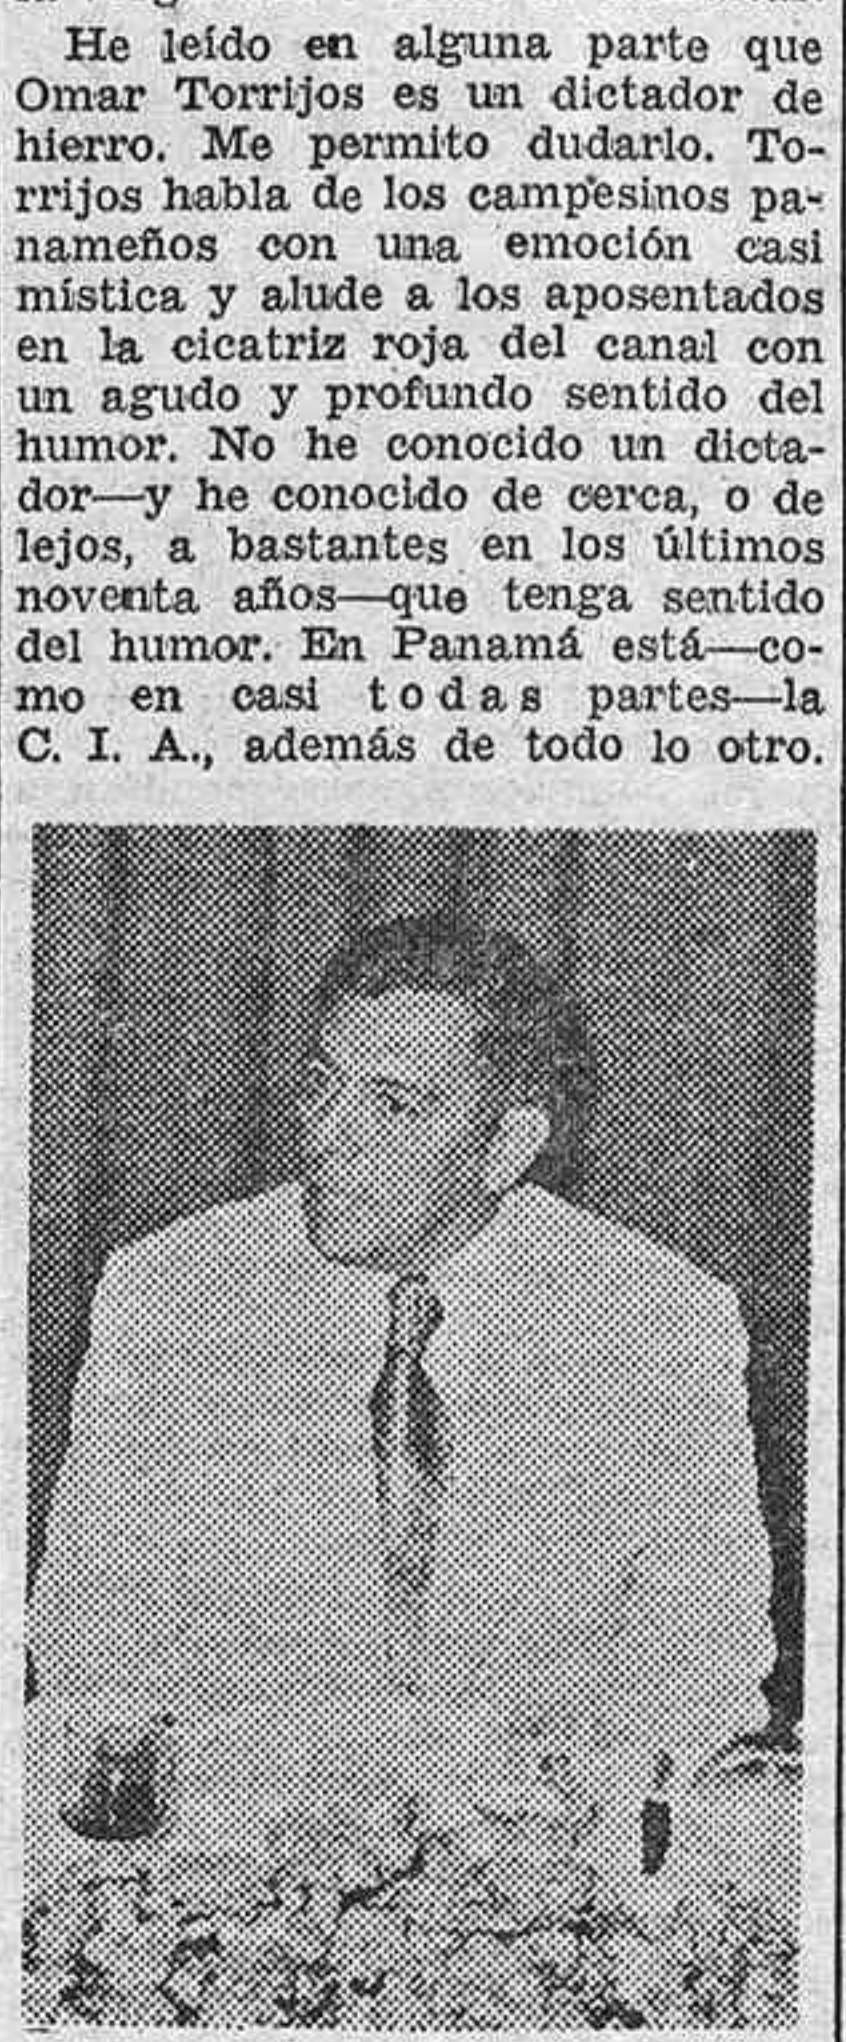 He leído en alguna parte que
Omar Torrijos es un dictador de
hierro. Me permito dudarlo. To-
rrijos habla de los campesinos pa-
nameños con una emoción casi
mística y alude a los aposentados
en la cicatriz roja del canal con
un agudo y profundo sentido del
humor. No he conocido un dicta-
dor—y he conocido de cerca, o de
lejos, a bastantes en los últimos
noventa años—que tenga sentido
del humor. En Panamá está—co-
mo en casi todas partes—la
C. I. A., además de todo lo otro.